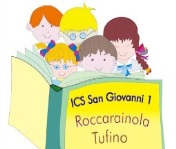 ICS San Giovanni 1
Roccarainola
Tufino